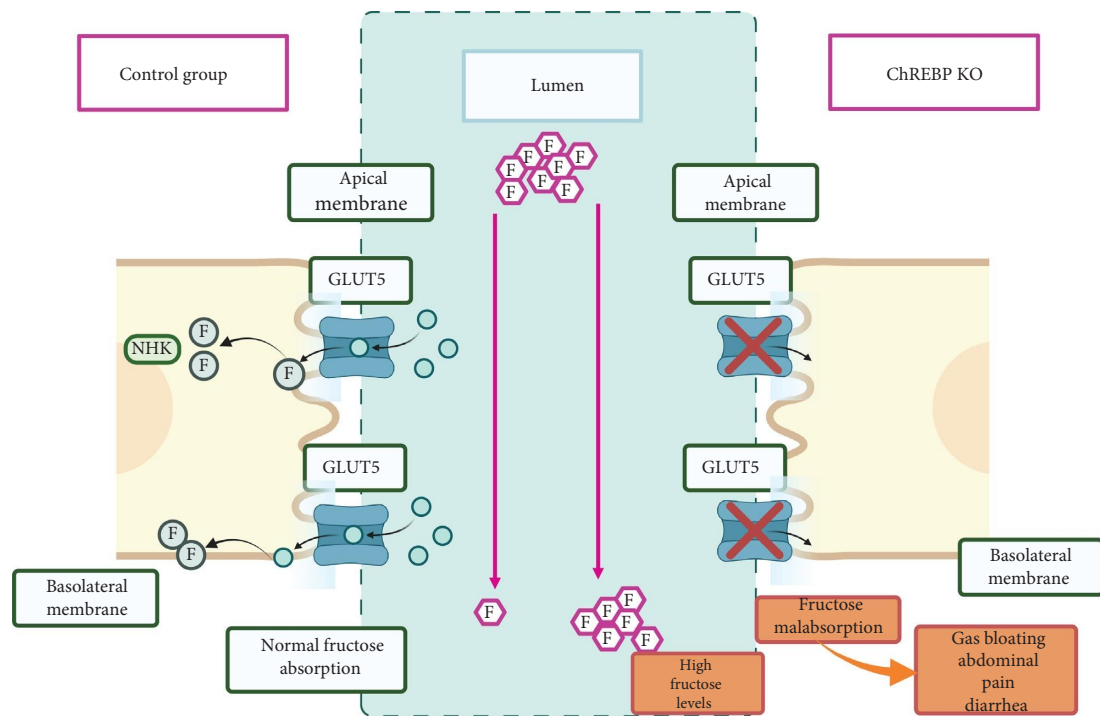 Control group
Lumen
ChREBP KO
F
F
F
F
F
F
F
F
F
Apical
membrane
Apical
membrane
GLUT5
GLUT5
NHK
F
F
F
GLUT5
GLUT5
F
F
Basolateral
membrane
Basolateral
membrane
F
F
F
F
F
F
F
F
Normal fructose
absorption
High
fructose
levels
Fructose
malabsorption
Gas bloating
abdominal
pain
diarrhea